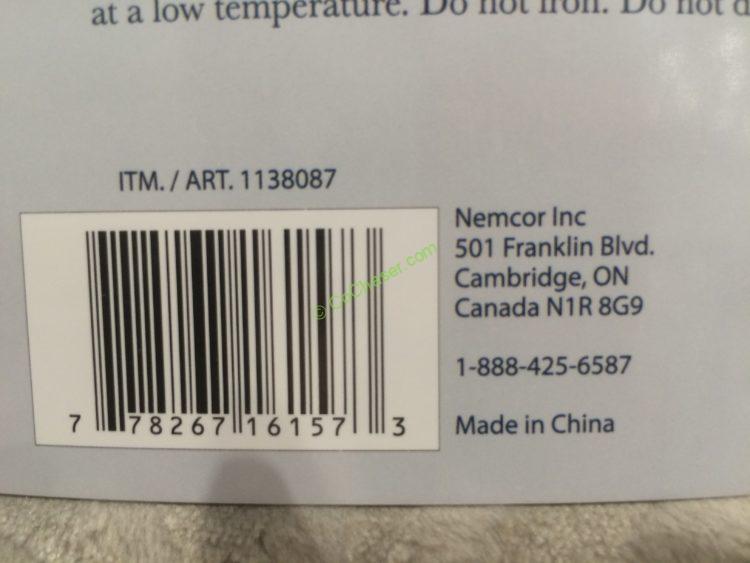 at a low temperature. Do not iron. Do not d
ITM. / ART. 1138087
7 78267 16157 3
© CoChaser.com
Nemcor Inc
501 Franklin Blvd.
Cambridge, ON
Canada N1R 8G9
1-888-425-6587
Made in China